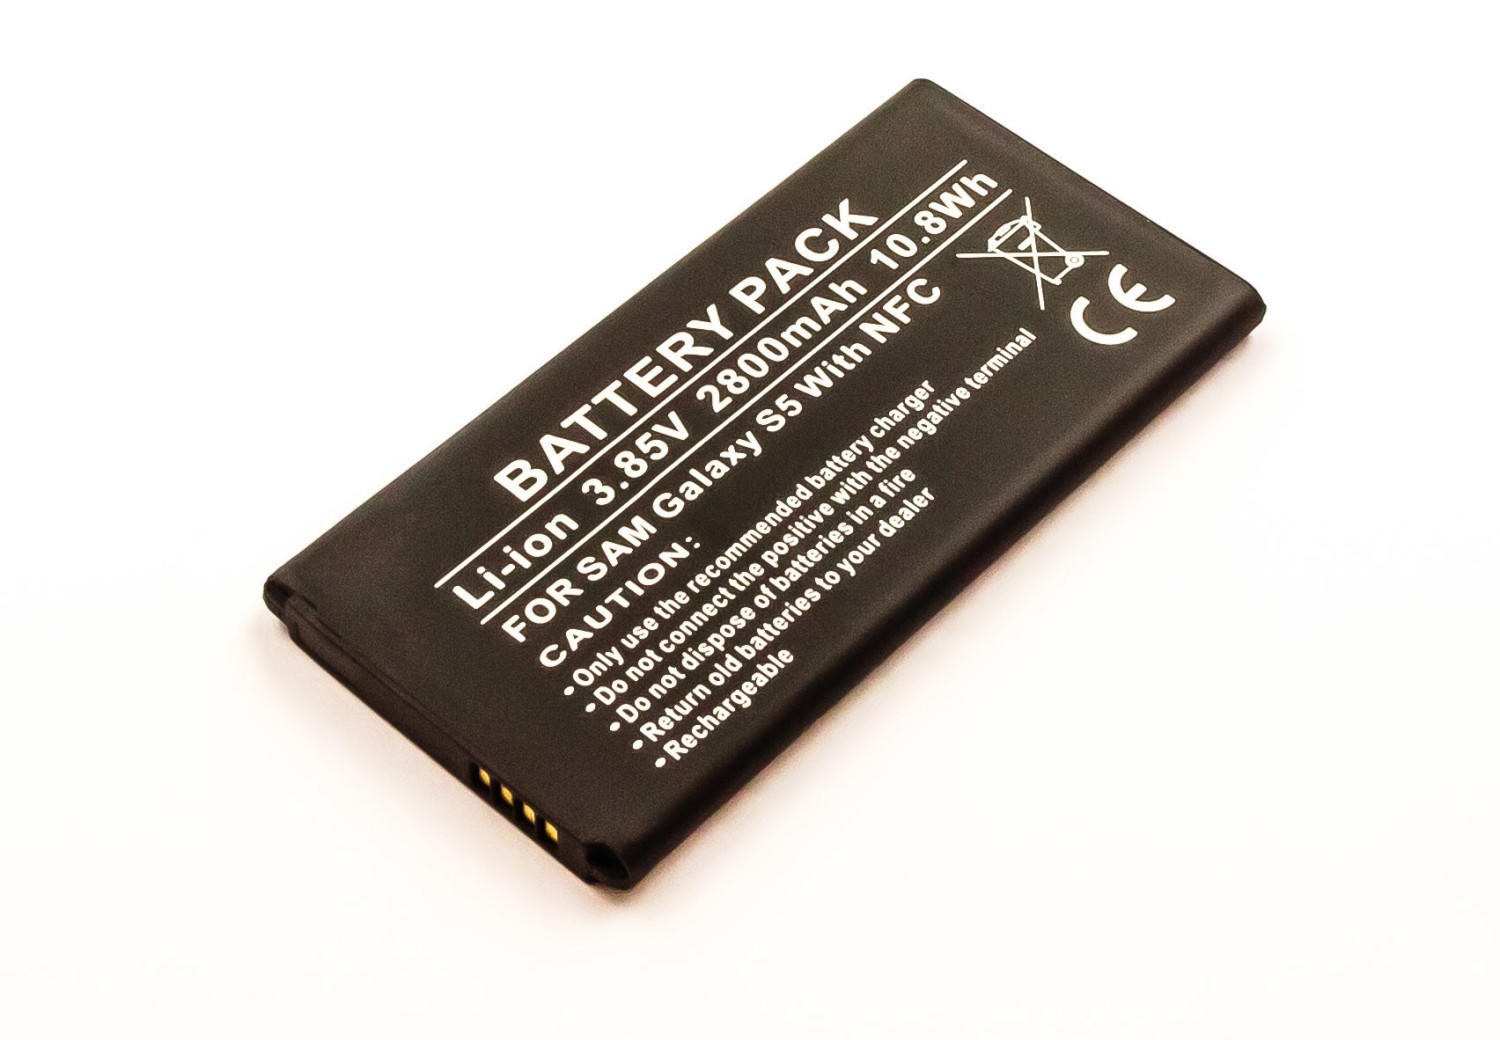 BATTERY PACK
Li-ion 3.85V 2800mAh 10.8Wh
FOR SAM Galaxy S5 With NFC
CAUTION:
•Only use the recommended battery charger
•Do not connect the positive with the negative terminal
•Do not dispose of batteries in a fire
•Return old batteries to your dealer
•Rechargeable
CE